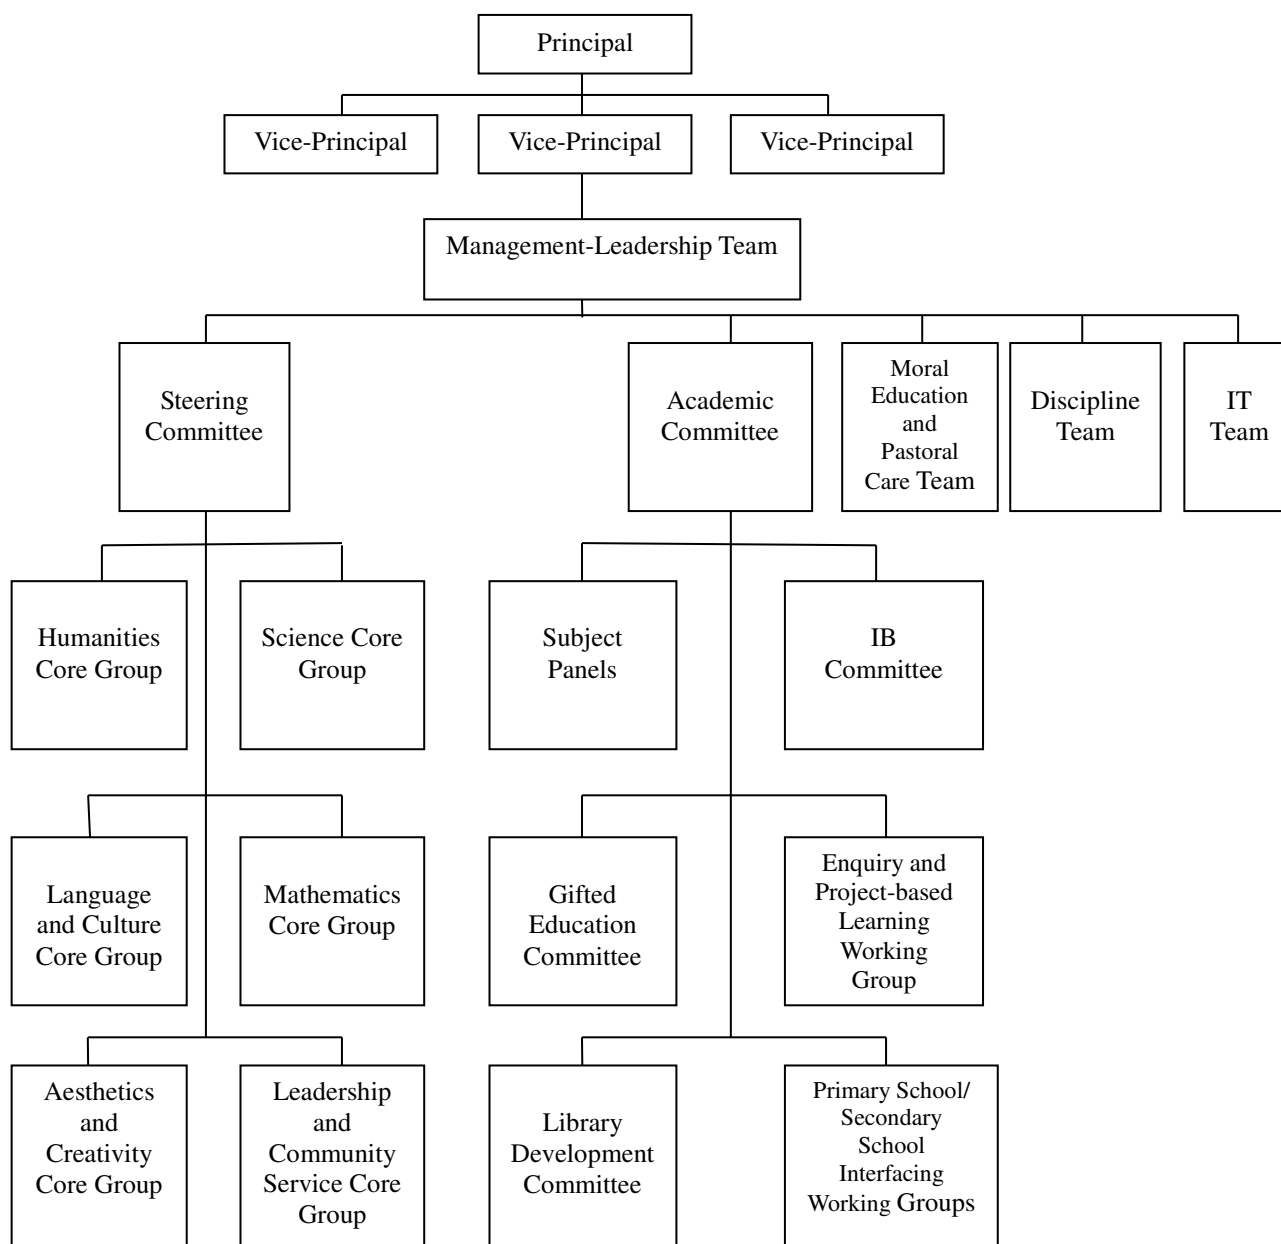 Principal
Vice-Principal
Vice-Principal
Vice-Principal
Management-Leadership Team
Steering
Committee
Academic
Committee
Moral
Education
and
Pastoral
Care Team
Discipline
Team
IT
Team
Humanities
Core Group
Science Core
Group
Subject
Panels
IB
Committee
Language
and Culture
Core Group
Mathematics
Core Group
Gifted
Education
Committee
Enquiry and
Project-based
Learning
Working
Group
Aesthetics
and
Creativity
Core Group
Leadership
and
Community
Service Core
Group
Library
Development
Committee
Primary School/
Secondary
School
Interfacing
Working Groups